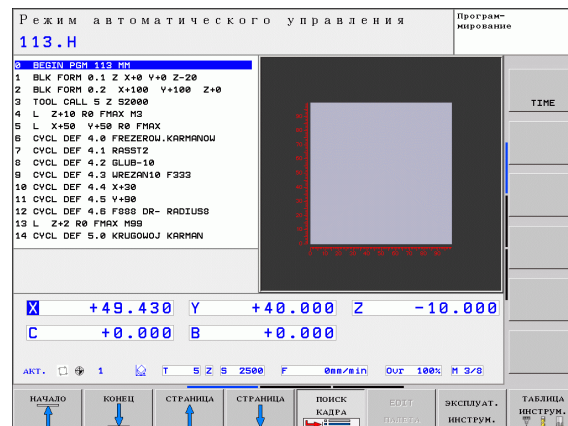 Режим автоматического управления
Програм-
мирование
113.H
0 BEGIN PGM 113 MM
1 BLK FORM 0.1 Z X+0 Y+0 Z-20
2 BLK FORM 0.2 X+100 Y+100 Z+0
3 TOOL CALL 5 Z S2000
4 L Z+10 R0 FMAX M3
5 L X+50 Y+50 R0 FMAX
6 CYCL DEF 4.0 FREZEROW.KARMANOW
7 CYCL DEF 4.1 RASST2
8 CYCL DEF 4.2 GLUB-10
9 CYCL DEF 4.3 WREZAN10 F333
10 CYCL DEF 4.4 X+30
11 CYCL DEF 4.5 Y+90
12 CYCL DEF 4.6 F888 DR- RADIUS8
13 L Z+2 R0 FMAX M99
14 CYCL DEF 5.0 KRUGOWOJ KARMAN
TIME
X +49.430 Y +40.000 Z -10.000
C +0.000 B +0.000
АКТ. 1 T 5 Z S 2500 F 0mm/min Our 100% M 3/8
НАЧАЛО
КОНЕЦ
СТРАНИЦА
СТРАНИЦА
ПОИСК
КАДРА
EDIT
ПАЛЕТА
ЭКСПЛУАТ.
ИНСТРУМ.
ТАБЛИЦА
ИНСТРУМ.